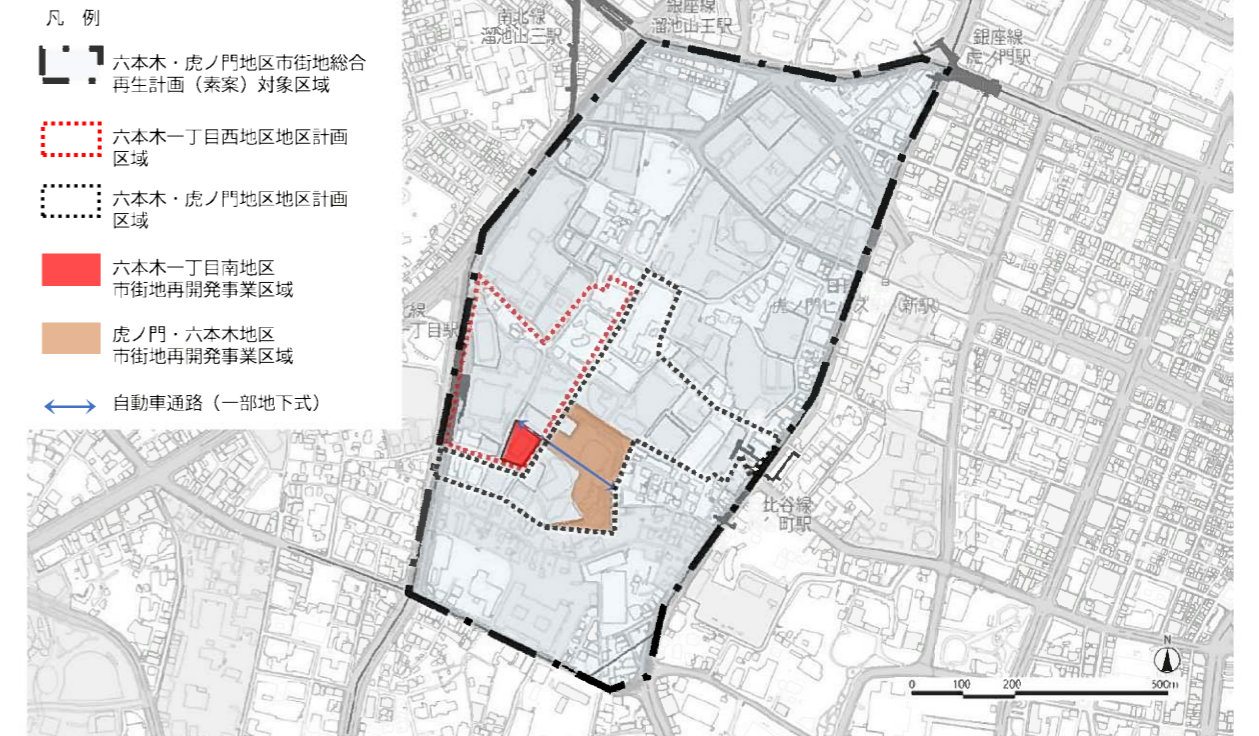 凡 例
六本木・虎ノ門地区市街地総合
再生計画（素案）対象区域
六本木一丁目西地区地区計画
区域
六本木・虎ノ門地区地区計画
区域
六本木一丁目南地区
市街地再開発事業区域
虎ノ門・六本木地区
市街地再開発事業区域
自動車通路（一部地下式）
南北線
溜池山王駅
銀座線
溜池山王駅
銀座線
虎ノ門駅
日
虎ノ門ヒ
ズ
（新駅）
線
丁目駅
比谷線
町駅
N
0
100
200
500m